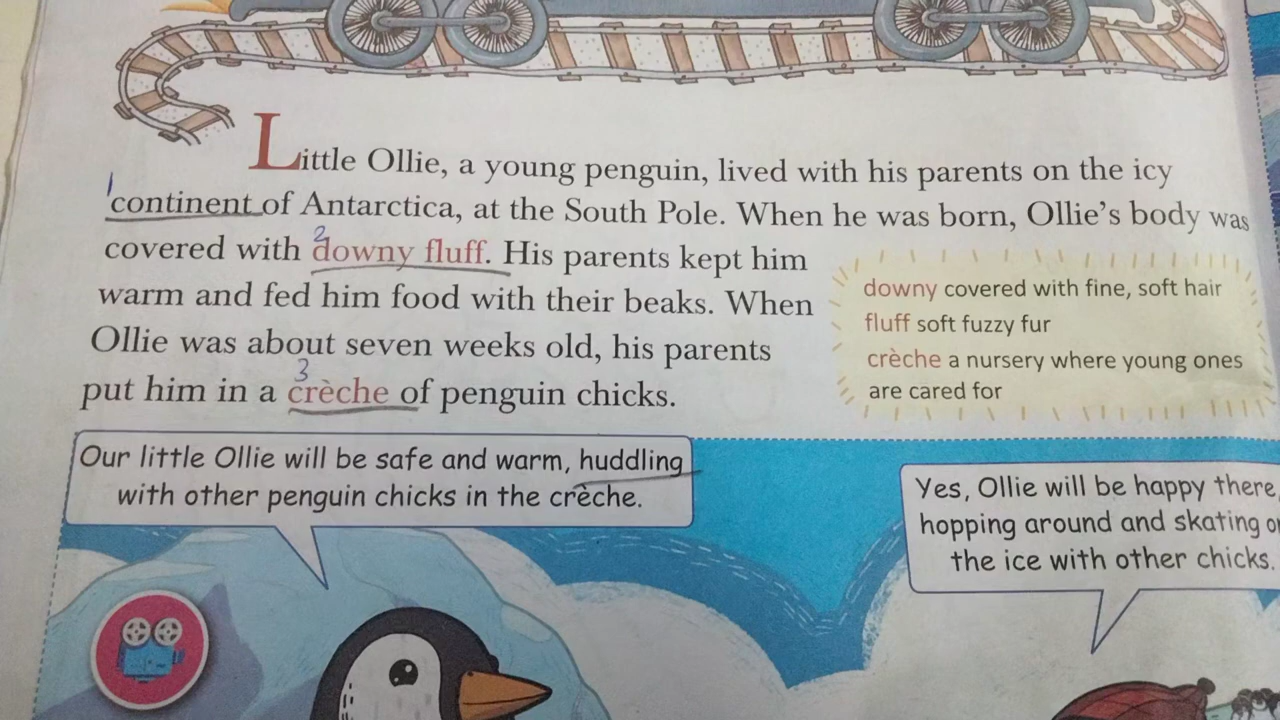 Little Ollie, a young penguin, lived with his parents on the icy
1
continent of Antarctica, at the South Pole. When he was born, Ollie's body was
2
covered with downy fluff. His parents kept him
warm and fed him food with their beaks. When
Ollie was about seven weeks old, his parents
3
put him in a crèche of penguin chicks.
downy covered with fine, soft hair
fluff soft fuzzy fur
crèche a nursery where young ones
are cared for
Our little Ollie will be safe and warm, huddling
with other penguin chicks in the crèche.
Yes, Ollie will be happy there,
hopping around and skating on
the ice with other chicks.